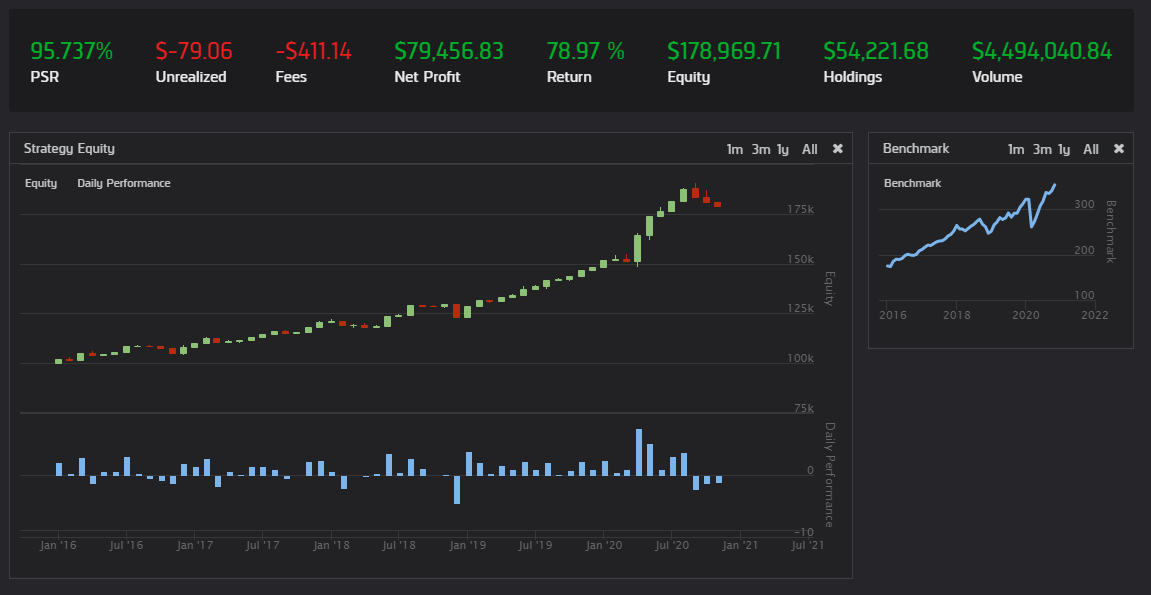 95.737% $-79.06 -$411.14 $79,456.83 78.97 % $178,969.71 $54,221.68 $4,494,040.84
PSR Unrealized Fees Net Profit Return Equity Holdings Volume
Strategy Equity 1m 3m 1y All ✖
Equity Daily Performance
175k
150k
125k
100k
75k
Equity
0
-10
Daily Performance
Jan '16 Jul '16 Jan '17 Jul '17 Jan '18 Jul '18 Jan '19 Jul '19 Jan '20 Jul '20 Jan '21 Jul '21
Benchmark 1m 3m 1y All ✖
Benchmark
300
200
100
Benchmark
2016 2018 2020 2022